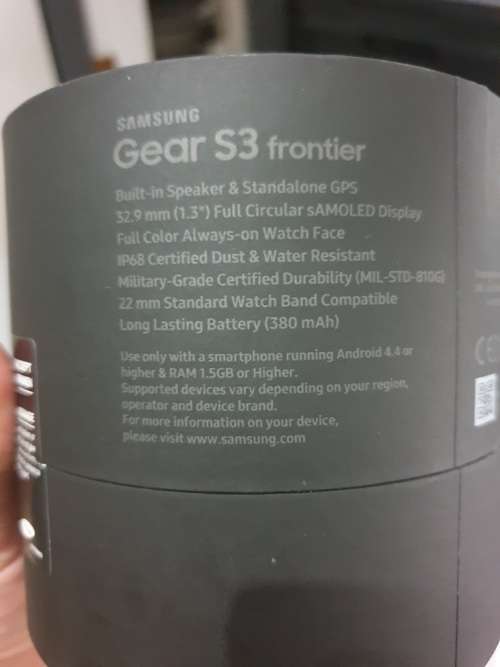 SAMSUNG
Gear S3 frontier
Built-in Speaker & Standalone GPS
32.9 mm (1.3") Full Circular sAMOLED Display
Full Color Always-on Watch Face
IP68 Certified Dust & Water Resistant
Military-Grade Certified Durability (MIL-STD-810G)
22 mm Standard Watch Band Compatible
Long Lasting Battery (380 mAh)
Use only with a smartphone running Android 4.4 or
higher & RAM 1.5GB or Higher.
Supported devices vary depending on your region,
operator and device brand.
For more information on your device,
please visit www.samsung.com
CE